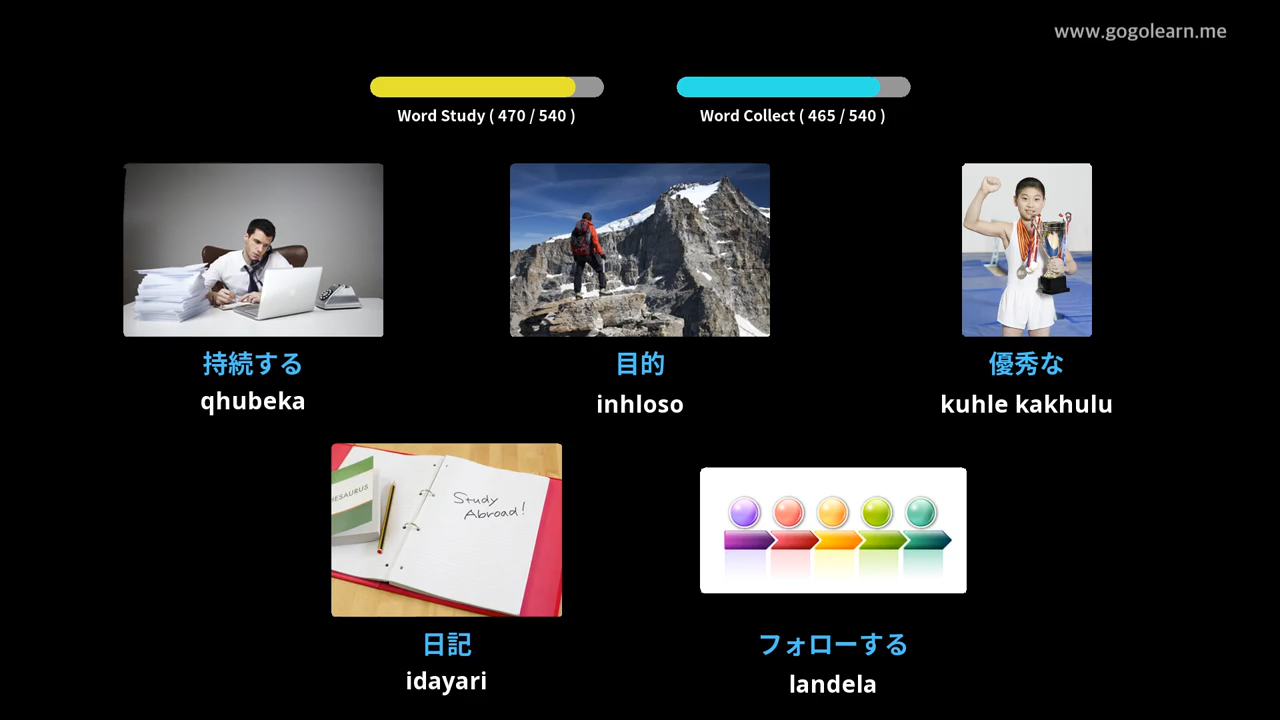 www.gogolearn.me
Word Study ( 470 / 540 )
Word Collect ( 465 / 540 )
持続する
qhubeka
目的
inhloso
優秀な
kuhle kakhulu
HESAURUS
Study
Abroad!
日記
idayari
フォローする
landela